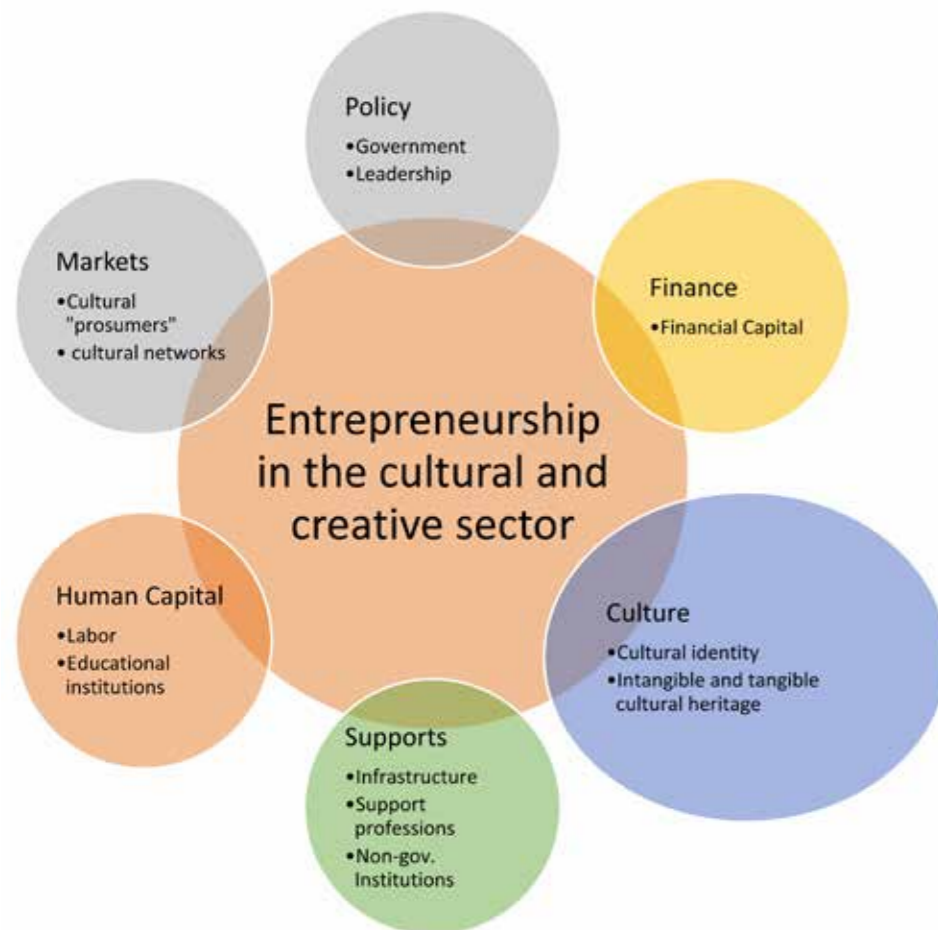 Policy
•Government
•Leadership
Markets
•Cultural
"prosumers"
• cultural networks
Finance
•Financial Capital
Entrepreneurship
in the cultural and
creative sector
Human Capital
•Labor
•Educational
institutions
Culture
•Cultural identity
•Intangible and tangible
cultural heritage
Supports
•Infrastructure
•Support
professions
•Non-gov.
Institutions